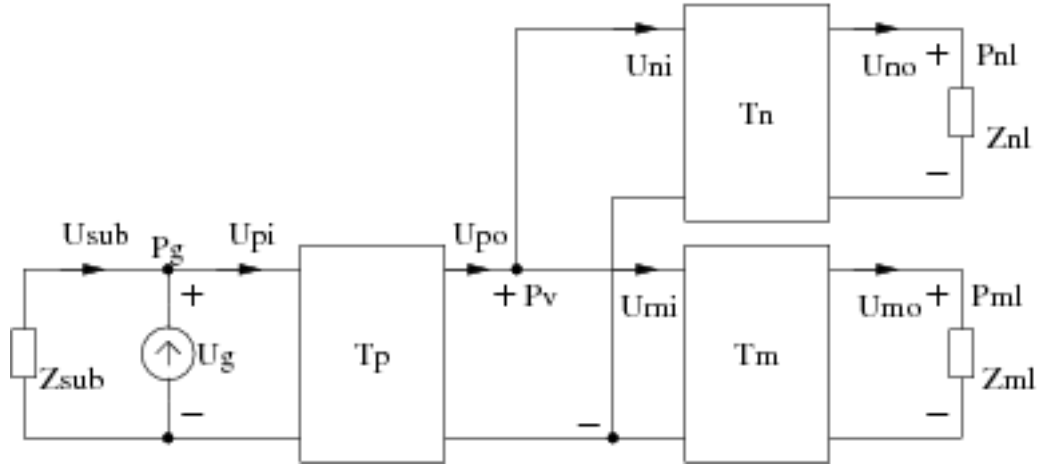 Uni
Tn
Uno
+
Pnl
Znl
−
Usub
Pg
Upi
Upo
+
Ug
Zsub
−
Tp
+
Pv
−
Umi
Tm
Umo
+
Pml
Zml
−